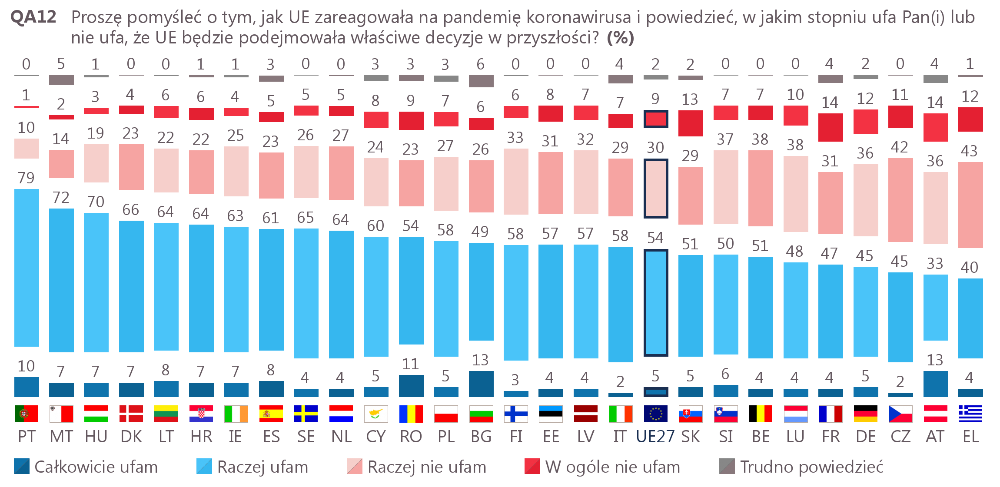 QA12 Proszę pomyśleć o tym, jak UE zareagowała na pandemię koronawirusa i powiedzieć, w jakim stopniu ufa Pan(i) lub
nie ufa, że UE będzie podejmowała właściwe decyzje w przyszłości? (%)
0 5 1 0 0 1 1 3 0 0 3 3 3 6 0 0 0 4 2 2 0 0 0 4 2 0 4 1
1 2 3 4 6 6 4 5 5 5 8 9 7 6 6 8 7 7 9 13 7 7 10 14 12 11 14 12
10 14 19 23 22 22 25 23 26 27 24 23 27 26 33 31 32 29 30 29 37 38 38 31 36 42 36 43
79 72 70 66 64 64 63 61 65 64 60 54 58 49 58 57 57 58 54 51 50 51 48 47 45 45 33 40
10 7 7 7 8 7 7 8 4 4 5 11 5 13 3 4 4 2 5 5 6 4 4 4 5 2 13 4
PT MT HU DK LT HR IE ES SE NL CY RO PL BG FI EE LV IT UE27 SK SI BE LU FR DE CZ AT EL
Całkowicie ufam Raczej ufam Raczej nie ufam W ogóle nie ufam Trudno powiedzieć